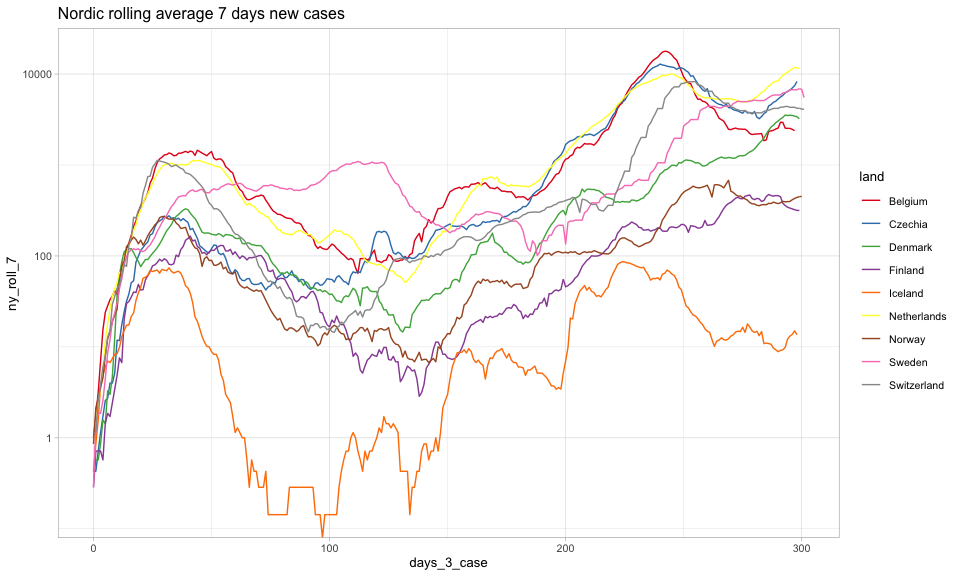 Nordic rolling average 7 days new cases
10000
100
1
ny_roll_7
0
100
200
300
days_3_case
land
Belgium
Czechia
Denmark
Finland
Iceland
Netherlands
Norway
Sweden
Switzerland